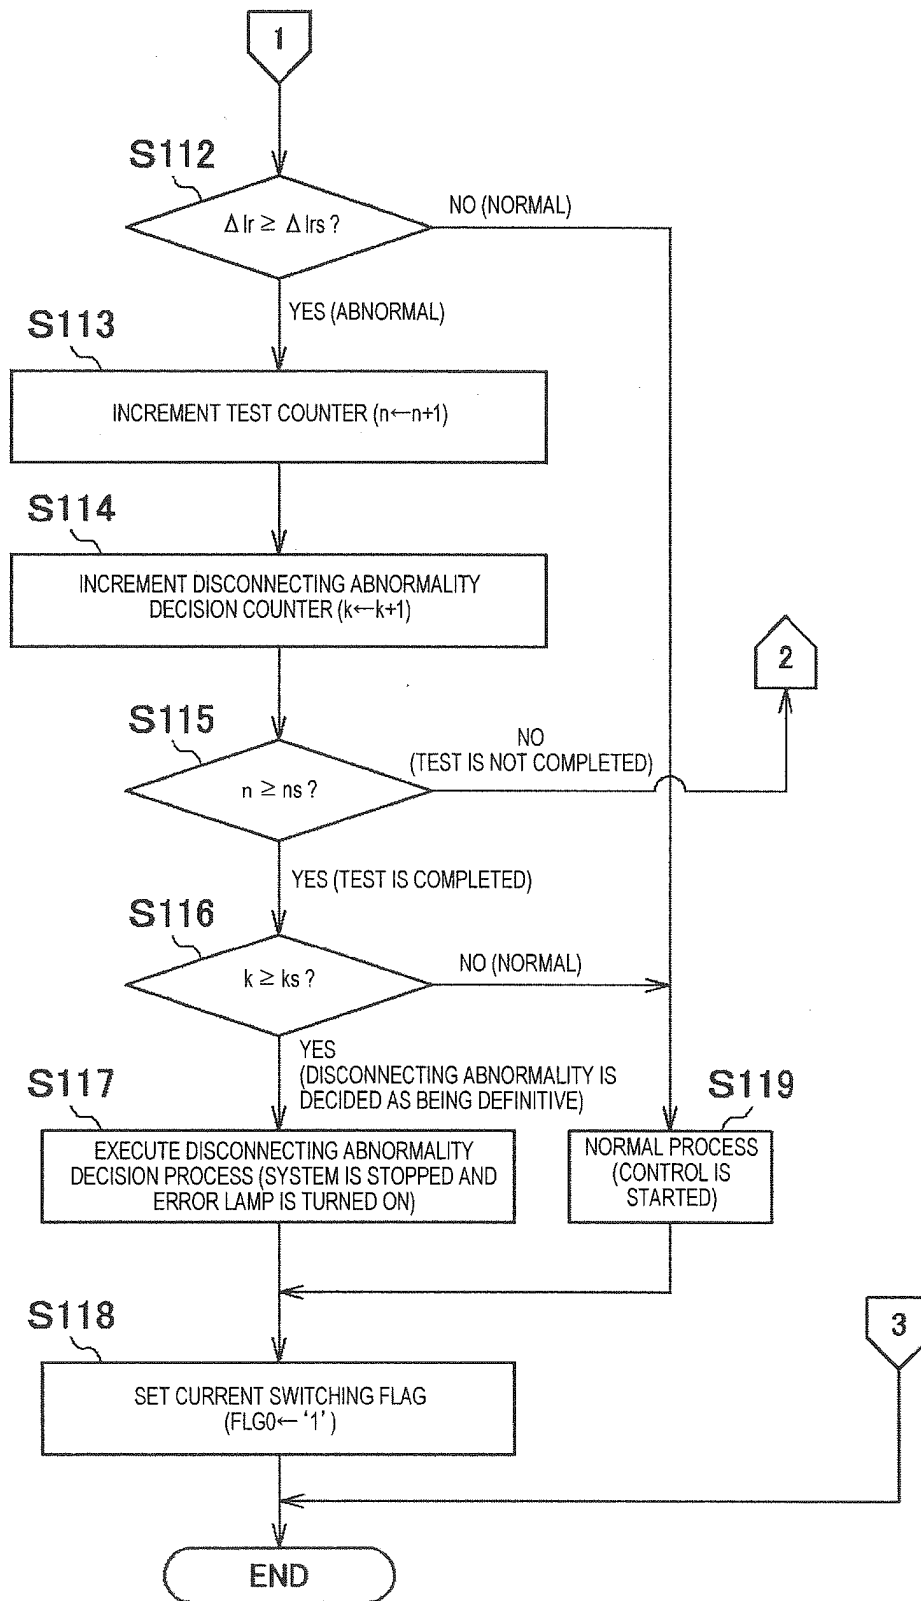 1
S112
Δ Ir ≥ Δ Irs ?
NO (NORMAL)
YES (ABNORMAL)
S113
INCREMENT TEST COUNTER (n←n+1)
S114
INCREMENT DISCONNECTING ABNORMALITY
DECISION COUNTER (k←k+1)
2
S115
n ≥ ns ?
NO
(TEST IS NOT COMPLETED)
YES (TEST IS COMPLETED)
S116
k ≥ ks ?
NO (NORMAL)
YES
(DISCONNECTING ABNORMALITY IS
DECIDED AS BEING DEFINITIVE)
S117
EXECUTE DISCONNECTING ABNORMALITY
DECISION PROCESS (SYSTEM IS STOPPED AND
ERROR LAMP IS TURNED ON)
S119
NORMAL PROCESS
(CONTROL IS
STARTED)
S118
SET CURRENT SWITCHING FLAG
(FLG0← ‘1’ )
3
END